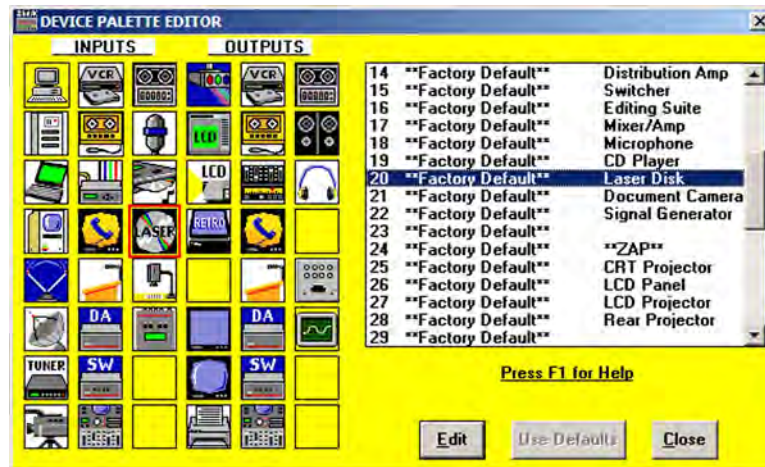 DEVICE PALETTE EDITOR
INPUTS OUTPUTS
VCR VCR
LCD
LCD
LASER RETRO
DA DA
TUNER SW SW
14 **Factory Default** Distribution Amp
15 **Factory Default** Switcher
16 **Factory Default** Editing Suite
17 **Factory Default** Mixer/Amp
18 **Factory Default** Microphone
19 **Factory Default** CD Player
20 **Factory Default** Laser Disk
21 **Factory Default** Document Camera
22 **Factory Default** Signal Generator
23 **Factory Default**
24 **Factory Default** **ZAP**
25 **Factory Default** CRT Projector
26 **Factory Default** LCD Panel
27 **Factory Default** LCD Projector
28 **Factory Default** Rear Projector
29 **Factory Default**
Press F1 for Help
Edit Use Defaults Close